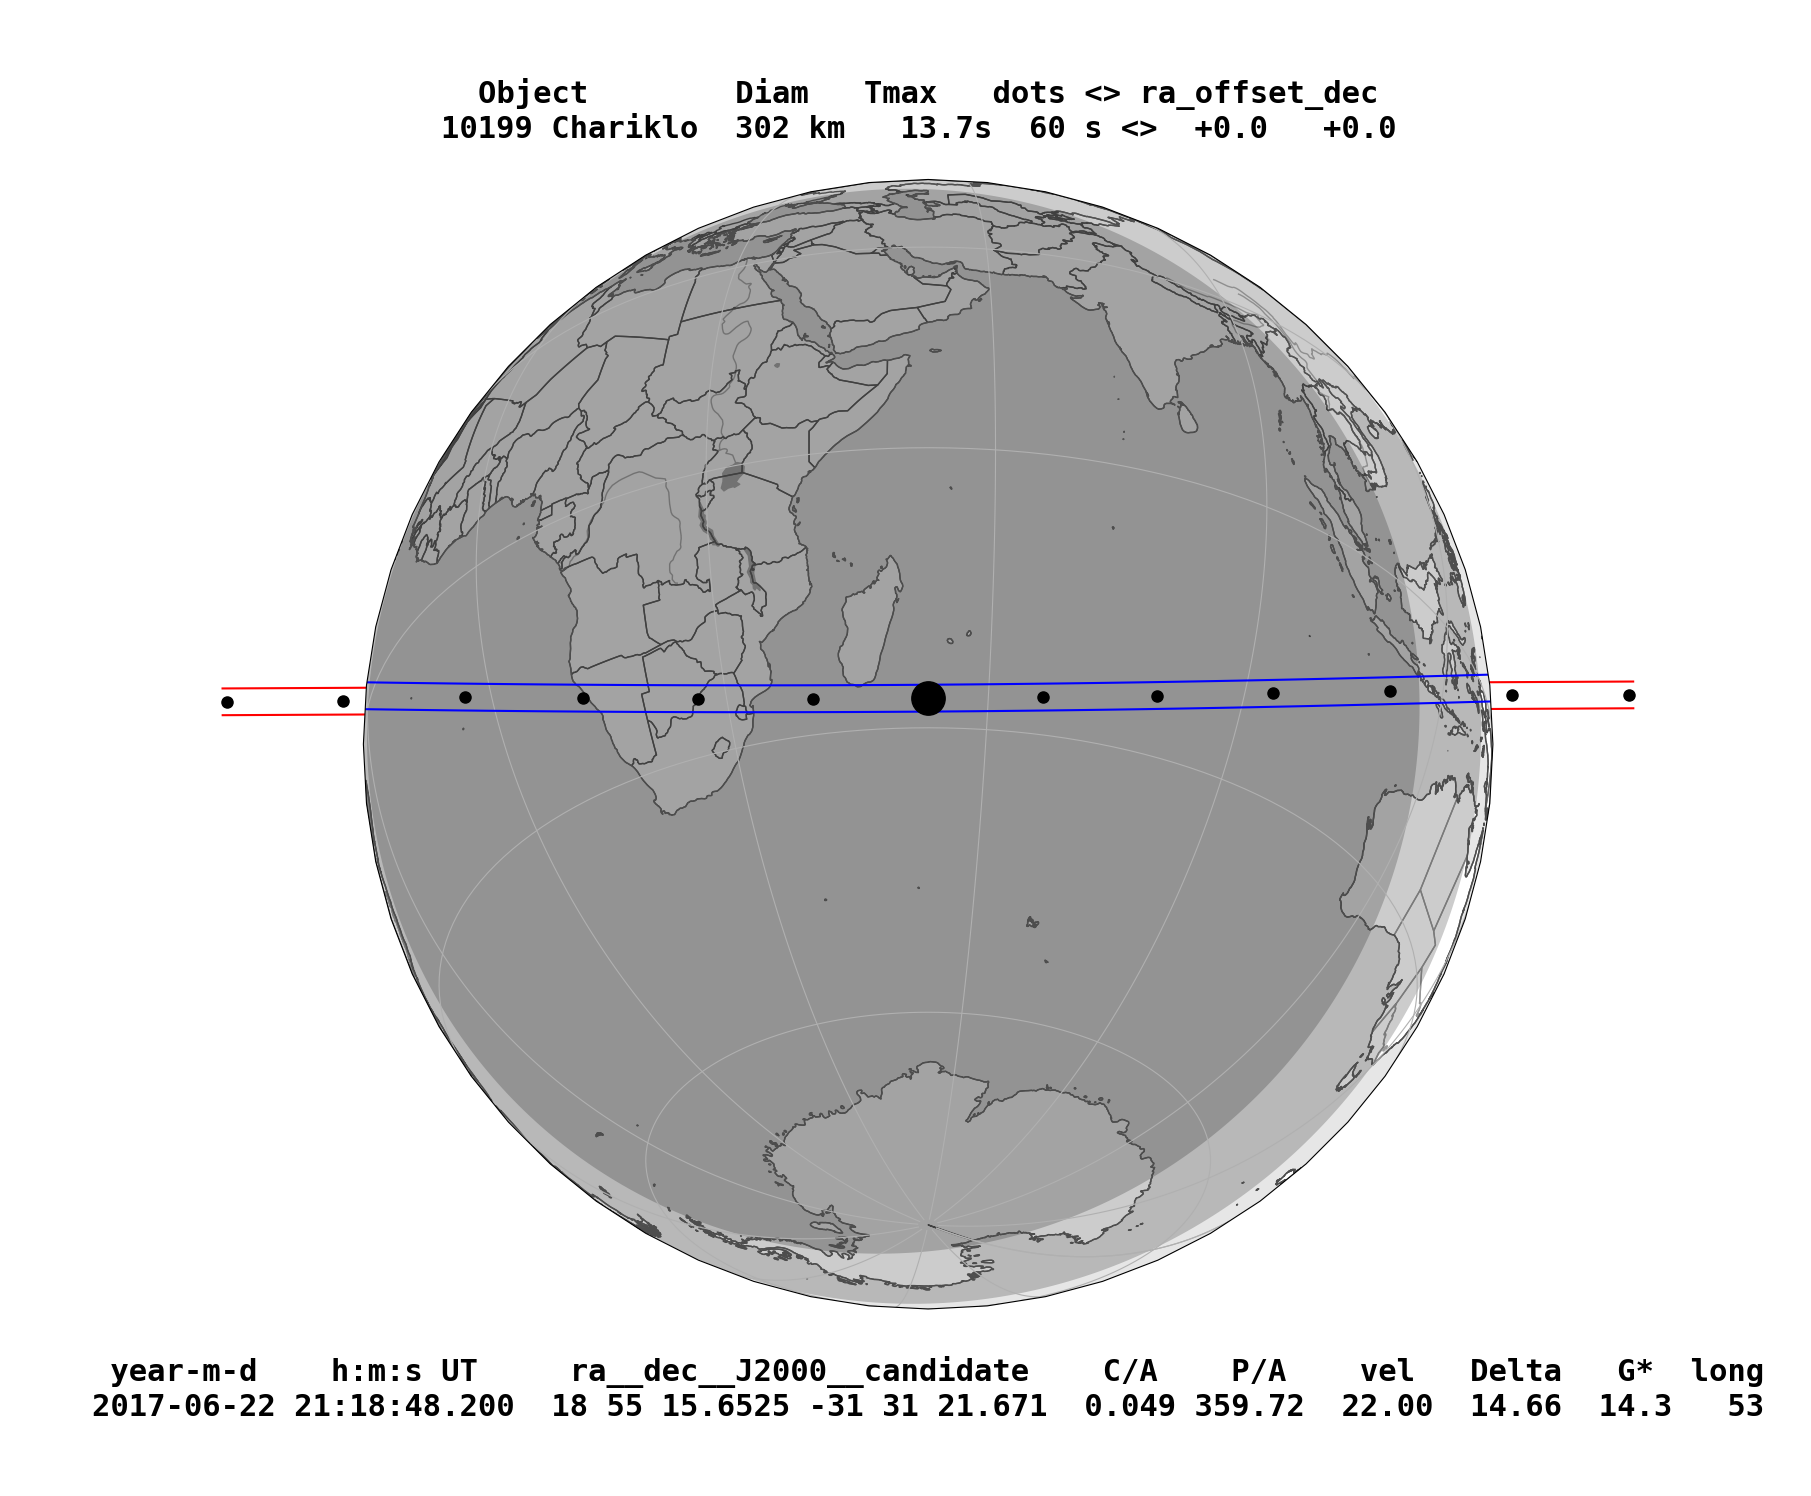 Object Diam Tmax dots <> ra_offset_dec
10199 Chariklo 302 km 13.7s 60 s <> +0.0 +0.0
year-m-d h:m:s UT ra__dec__J2000__candidate C/A P/A vel Delta G* long
2017-06-22 21:18:48.200 18 55 15.6525 -31 31 21.671 0.049 359.72 22.00 14.66 14.3 53